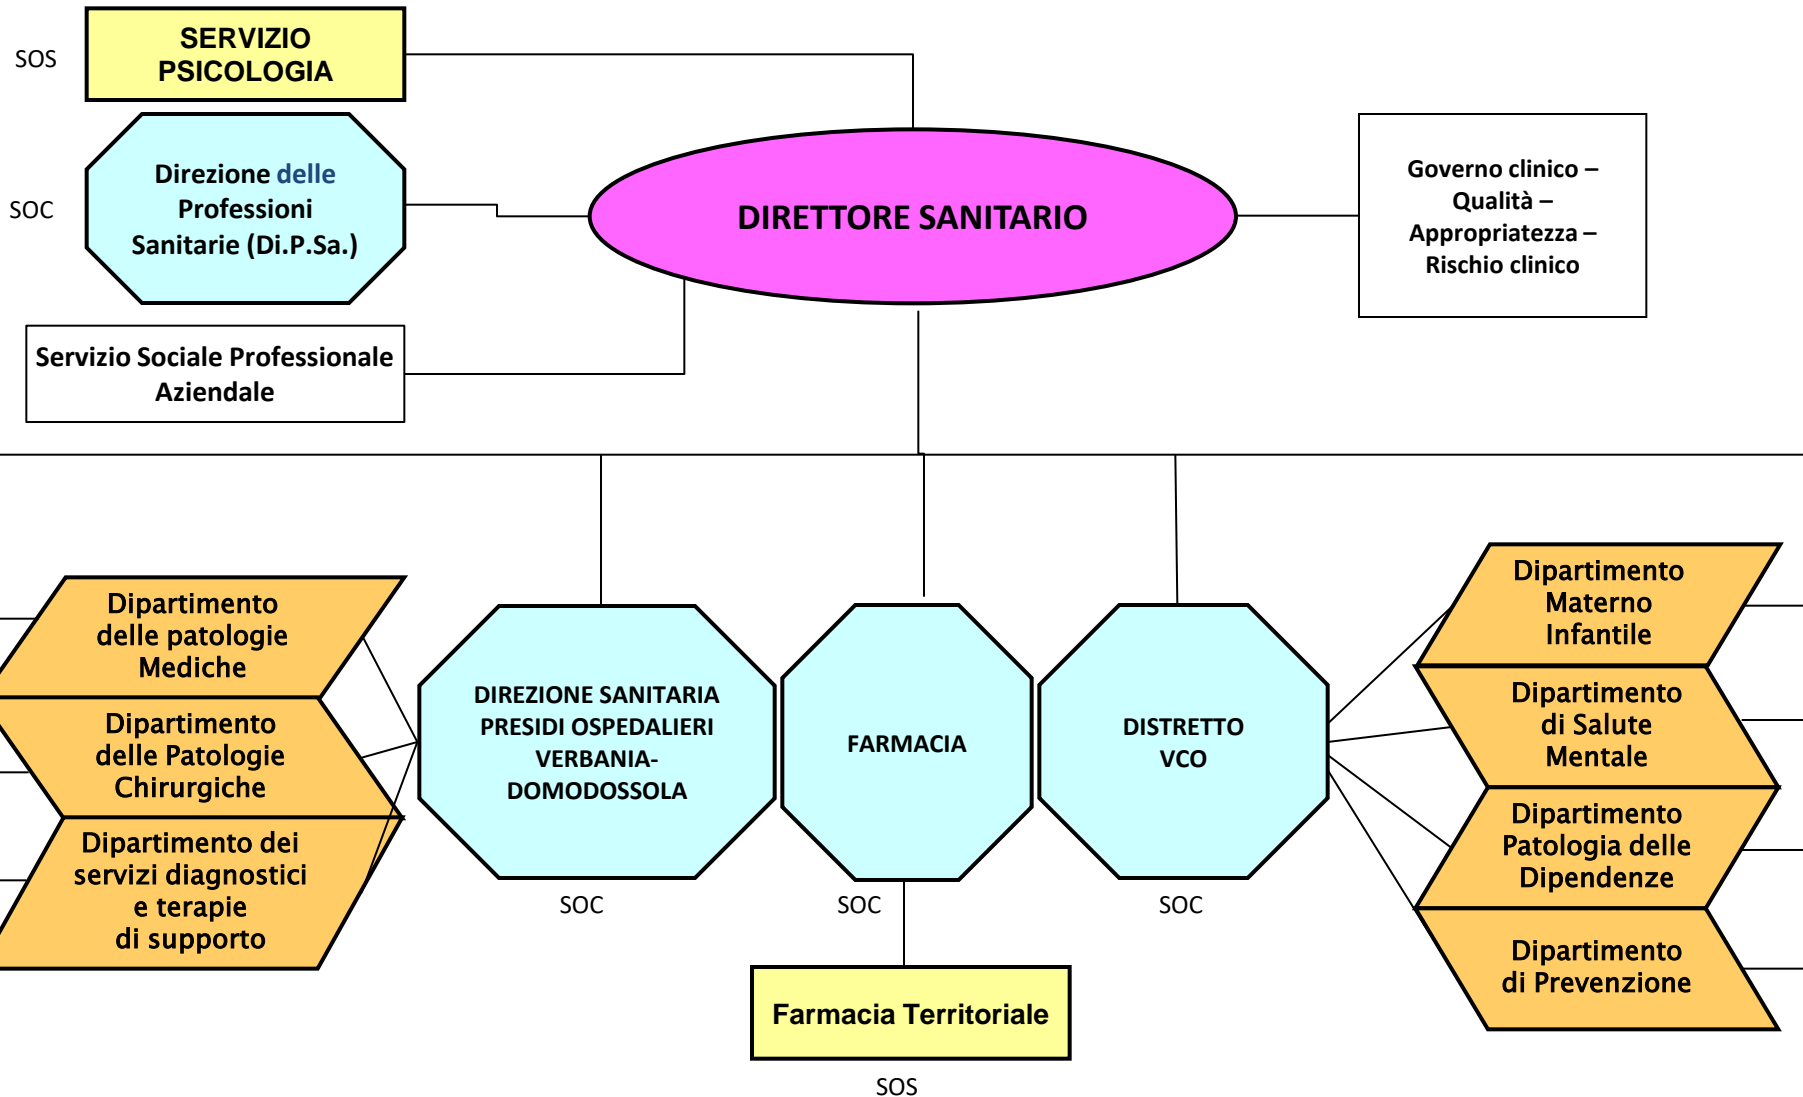 SOS
SERVIZIO
PSICOLOGIA
SOC
Direzione delle
Professioni
Sanitarie (Di.P.Sa.)
DIRETTORE SANITARIO
Governo clinico –
Qualità –
Appropriatezza –
Rischio clinico
Servizio Sociale Professionale
Aziendale
Dipartimento
delle patologie
Mediche
Dipartimento
delle Patologie
Chirurgiche
Dipartimento dei
servizi diagnostici
e terapie
di supporto
DIREZIONE SANITARIA
PRESIDI OSPEDALIERI
VERBANIA-
DOMODOSSOLA
SOC
FARMACIA
SOC
DISTRETTO
VCO
SOC
Dipartimento
Materno
Infantile
Dipartimento
di Salute
Mentale
Dipartimento
Patologia delle
Dipendenze
Dipartimento
di Prevenzione
Farmacia Territoriale
SOS